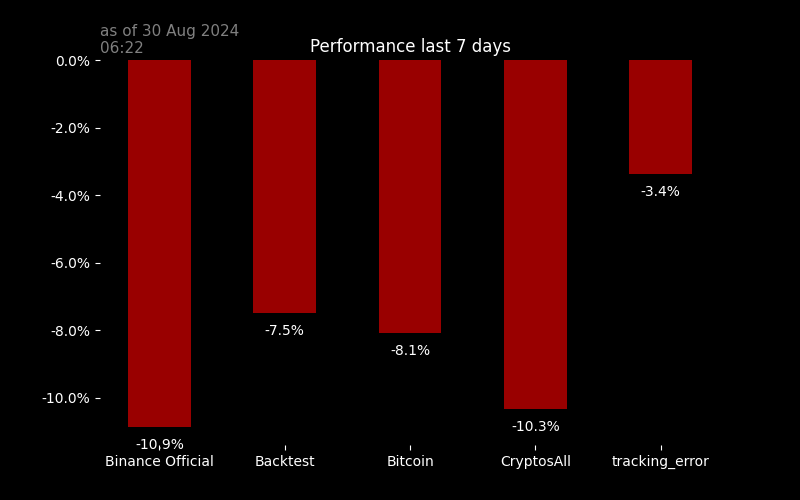 as of 30 Aug 2024
06:22
Performance last 7 days
0.0%
-2.0%
-4.0%
-6.0%
-8.0%
-10.0%
-10.9%
-7.5%
-8.1%
-10.3%
-3.4%
Binance Official
Backtest
Bitcoin
CryptosAll
tracking_error